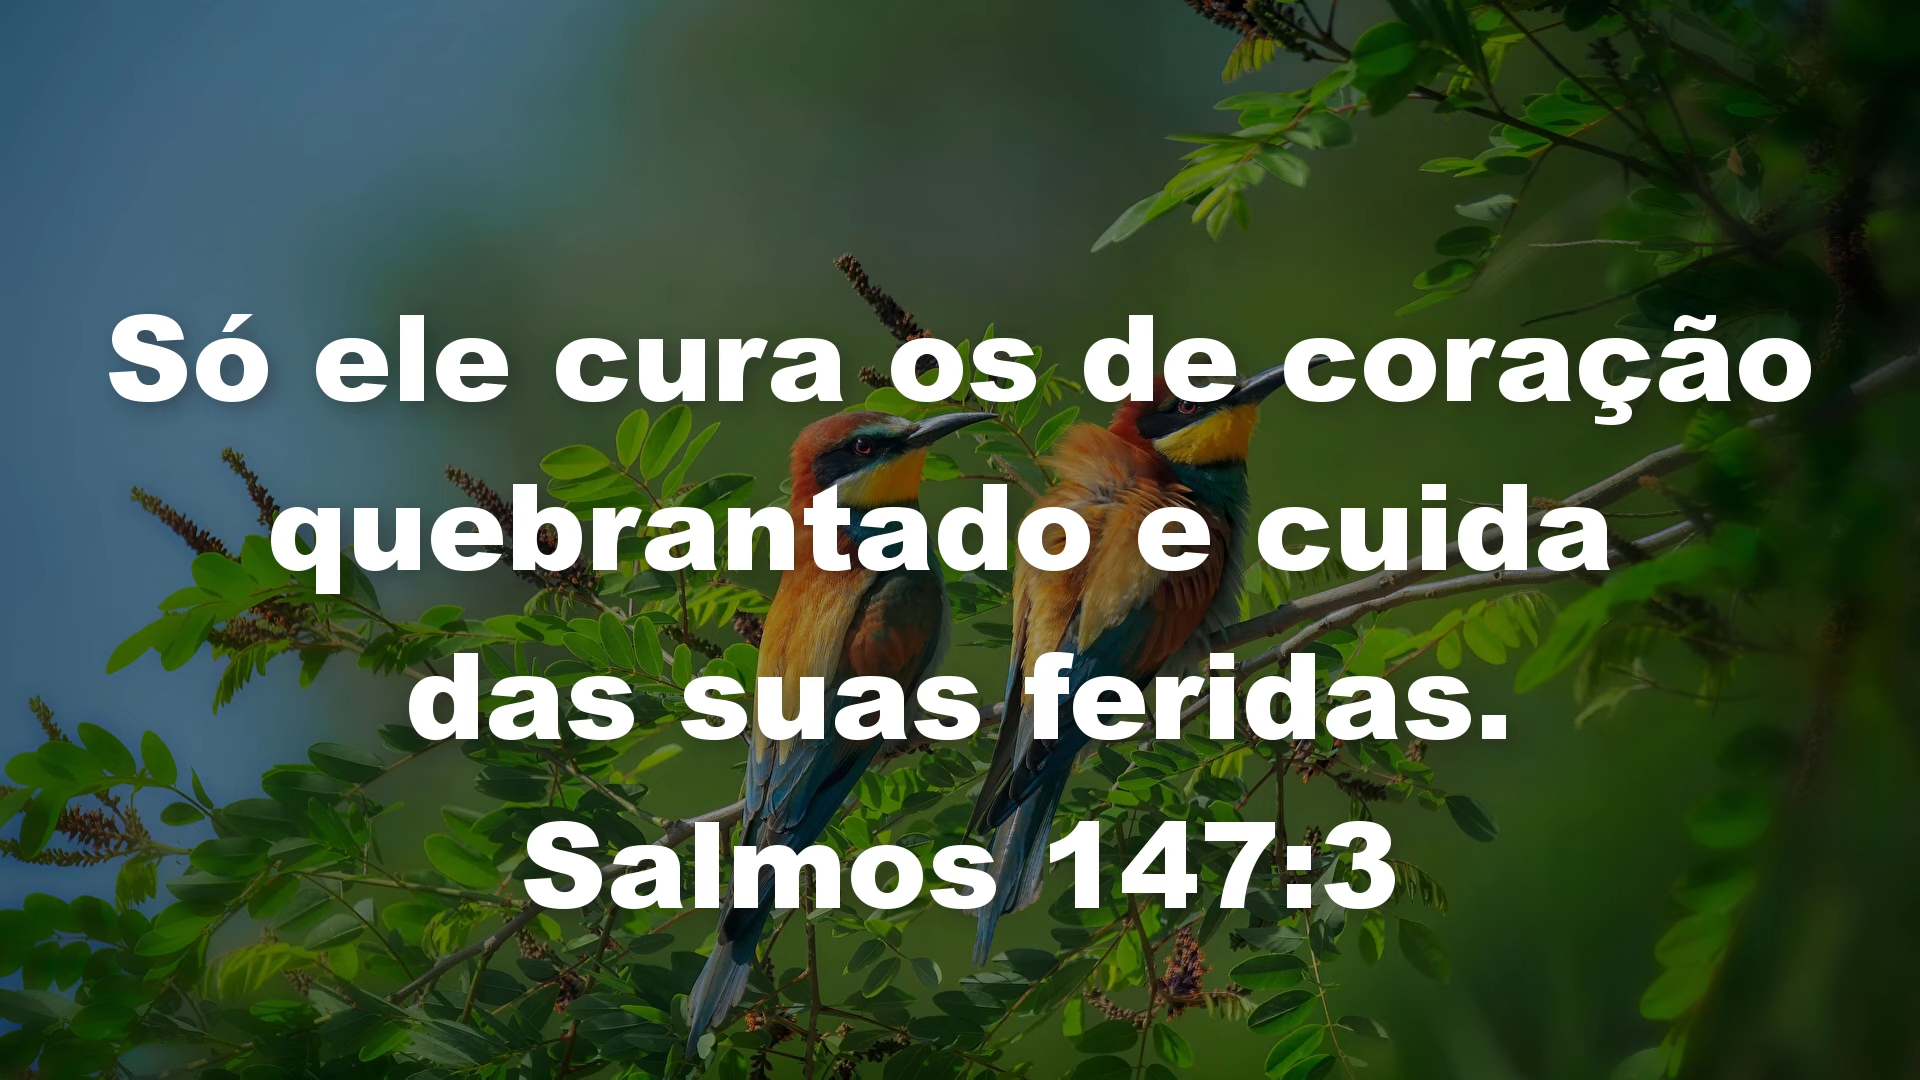 Só ele cura os de coração
quebrantado e cuida
das suas feridas.
Salmos 147:3